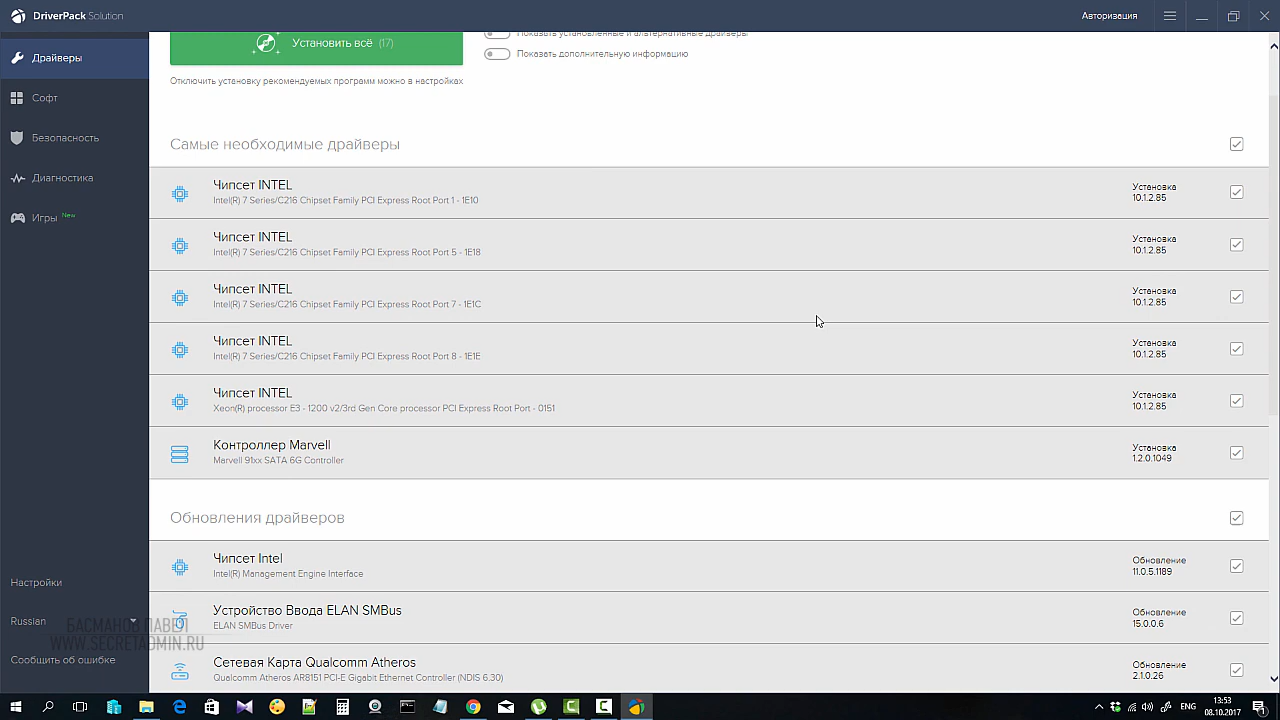 DriverPack Solution
Авторизация
Драйверы
Софт
Безопасность
Диагностика
Игры New
Настройки
Russian
Сообщить об ошибке
БАСМАНОВ ПАВЕЛ
WWW.SECRETADMIN.RU
Установить всё (17)
Показать установленные и альтернативные драйверы
Показать дополнительную информацию
Отключить установку рекомендуемых программ можно в настройках
Самые необходимые драйверы
Чипсет INTEL
Intel(R) 7 Series/C216 Chipset Family PCI Express Root Port 1 - 1E10
Установка
10.1.2.85
Чипсет INTEL
Intel(R) 7 Series/C216 Chipset Family PCI Express Root Port 5 - 1E18
Установка
10.1.2.85
Чипсет INTEL
Intel(R) 7 Series/C216 Chipset Family PCI Express Root Port 7 - 1E1C
Установка
10.1.2.85
Чипсет INTEL
Intel(R) 7 Series/C216 Chipset Family PCI Express Root Port 8 - 1E1E
Установка
10.1.2.85
Чипсет INTEL
Xeon(R) processor E3 - 1200 v2/3rd Gen Core processor PCI Express Root Port - 0151
Установка
10.1.2.85
Контроллер Marvell
Marvell 91xx SATA 6G Controller
Установка
1.2.0.1049
Обновления драйверов
Чипсет Intel
Intel(R) Management Engine Interface
Обновление
11.0.5.1189
Устройство Ввода ELAN SMBus
ELAN SMBus Driver
Обновление
15.0.0.6
Сетевая Карта Qualcomm Atheros
Qualcomm Atheros AR8151 PCI-E Gigabit Ethernet Controller (NDIS 6.30)
Обновление
2.1.0.26
ENG
13:53
08.10.2017